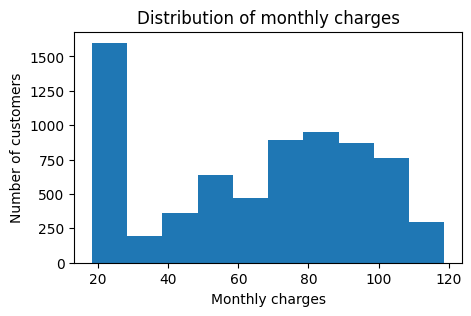 Distribution of monthly charges
Number of customers
1500
1250
1000
750
500
250
0
20 40 60 80 100 120
Monthly charges